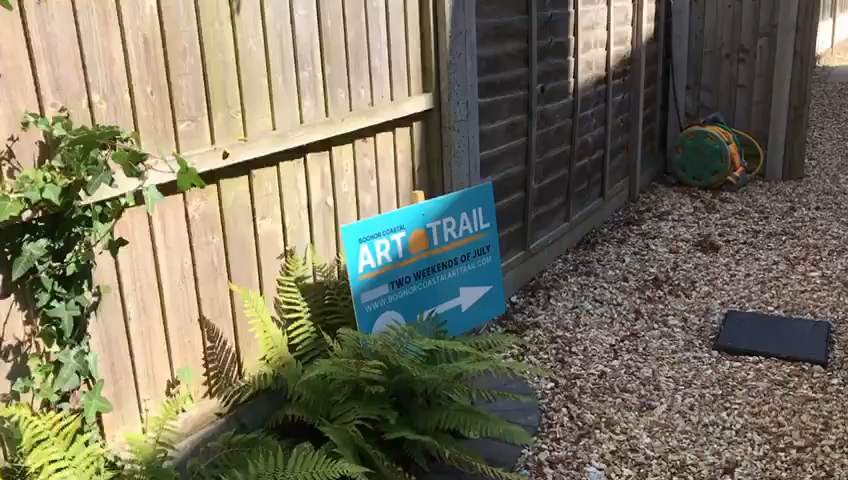 BOGNOR COASTAL
ART TRAIL
TWO WEEKENDS OF JULY
WWW.BOGNORCOASTALARTTRAIL.COM